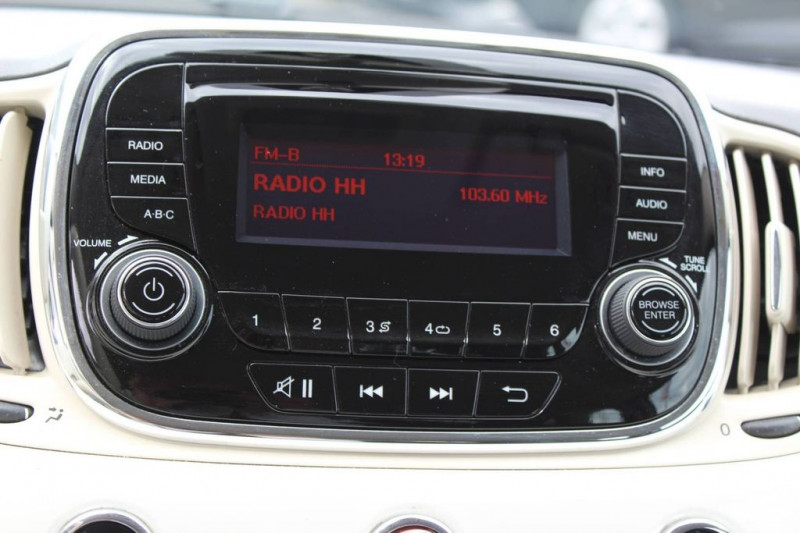 FM-B 13:19
RADIO HH 103.60 MHz
RADIO HH
RADIO
MEDIA
A·B·C
INFO
AUDIO
MENU
VOLUME
TUNE
SCROLL
BROWSE
ENTER
1 2 3 4 5 6
0